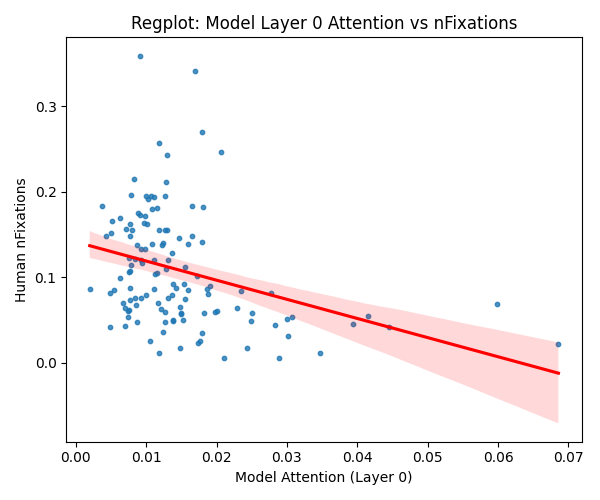 Regplot: Model Layer 0 Attention vs nFixations
Human nFixations
0.3
0.2
0.1
0.0
0.00 0.01 0.02 0.03 0.04 0.05 0.06 0.07
Model Attention (Layer 0)